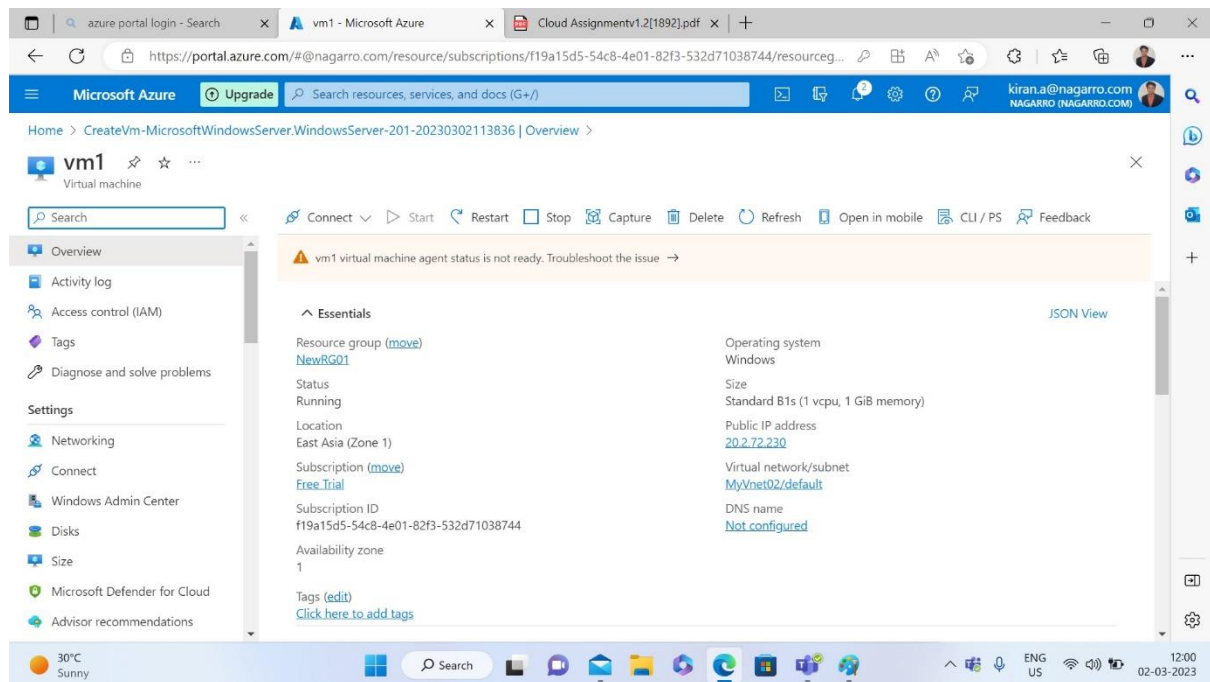 azure portal login - Search
vm1 - Microsoft Azure
Cloud Assignmentv1.2[1892].pdf
https://portal.azure.com/#@nagarro.com/resource/subscriptions/f19a15d5-54c8-4e01-82f3-532d71038744/resourceg...
Microsoft Azure
Upgrade
Search resources, services, and docs (G+/)
2
kiran.a@nagarro.com
NAGARRO (NAGARRO.COM)
Home > CreateVm-MicrosoftWindowsServer.WindowsServer-201-20230302113836 | Overview >
vm1
Virtual machine
Search
Connect Start Restart Stop Capture Delete Refresh Open in mobile CLI / PS Feedback
Overview
Activity log
Access control (IAM)
Tags
Diagnose and solve problems
Settings
Networking
Connect
Windows Admin Center
Disks
Size
Microsoft Defender for Cloud
Advisor recommendations
vm1 virtual machine agent status is not ready. Troubleshoot the issue →
Essentials
JSON View
Resource group (move)
NewRG01
Status
Running
Location
East Asia (Zone 1)
Subscription (move)
Free Trial
Subscription ID
f19a15d5-54c8-4e01-82f3-532d71038744
Availability zone
1
Tags (edit)
Click here to add tags
Operating system
Windows
Size
Standard B1s (1 vcpu, 1 GiB memory)
Public IP address
20.2.72.230
Virtual network/subnet
MyVnet02/default
DNS name
Not configured
30°C
Sunny
Search
ENG
US
12:00
02-03-2023